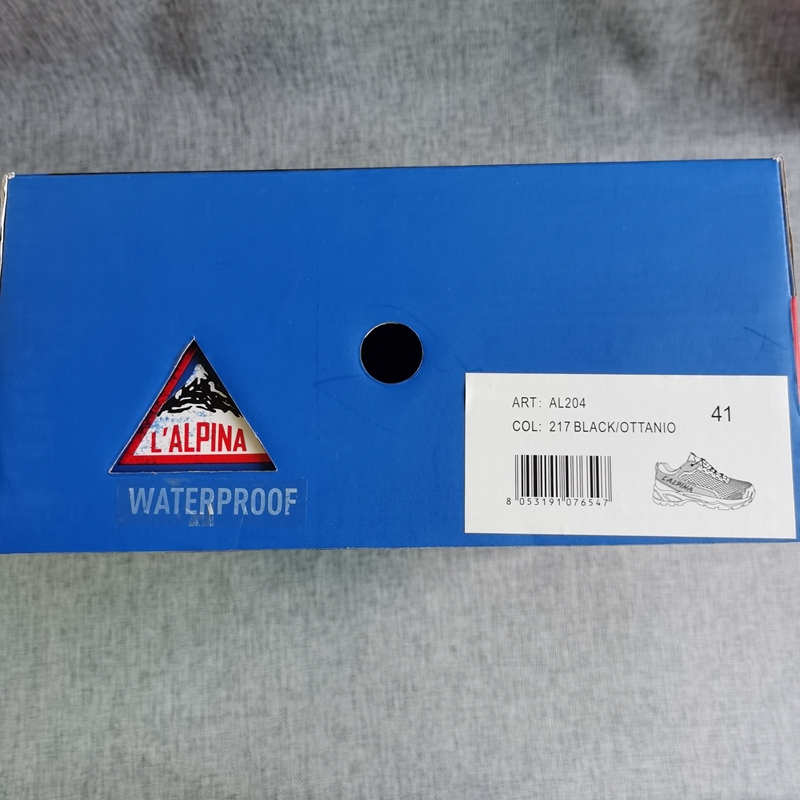 L'ALPINA
WATERPROOF
ART: AL204
COL: 217 BLACK/OTTANIO
41
8 053191 076547
L'ALPINA